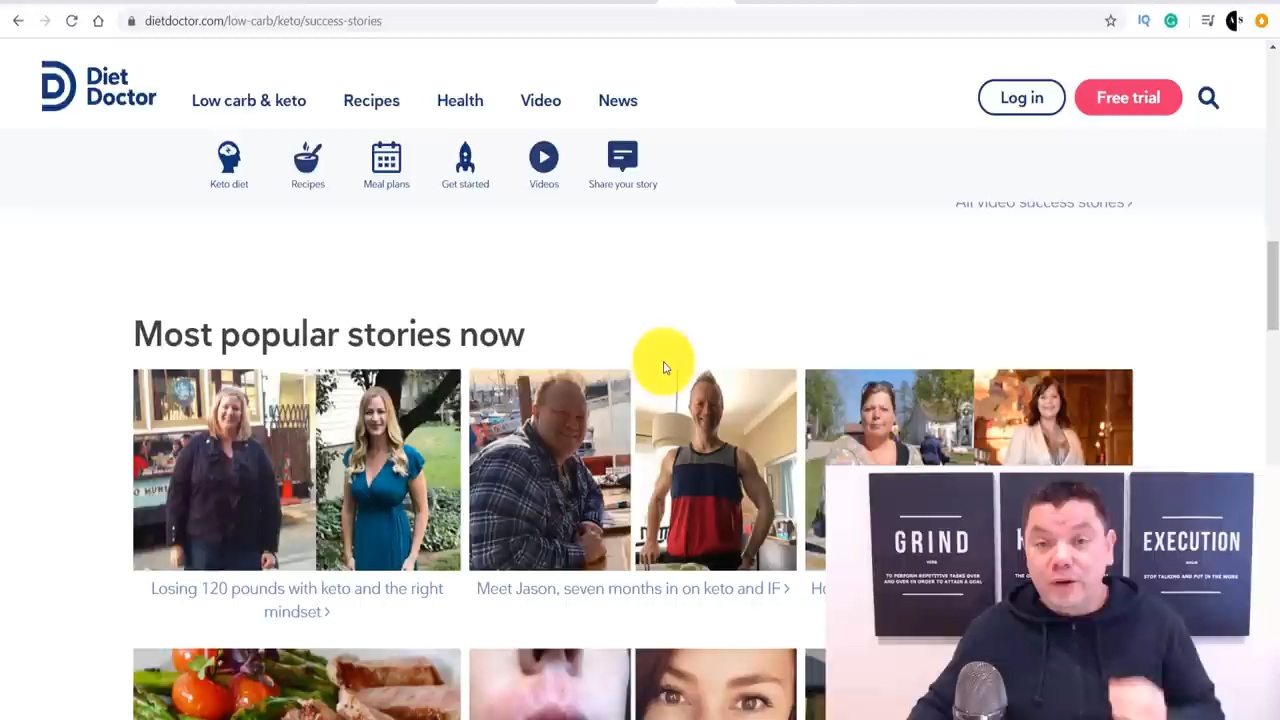 dietdoctor.com/low-carb/keto/success-stories
IQ
Diet
Doctor
Low carb & keto
Recipes
Health
Video
News
Log in
Free trial
Keto diet
Recipes
Meal plans
Get started
Videos
Share your story
All video success stories ›
Most popular stories now
Losing 120 pounds with keto and the right
mindset ›
Meet Jason, seven months in on keto and IF ›
GRIND
VERB
TO PERFORM REPETITIVE TASKS OVER
AND OVER IN ORDER TO ATTAIN A GOAL
EXECUTION
STOP TALKING AND PUT IN THE WORK